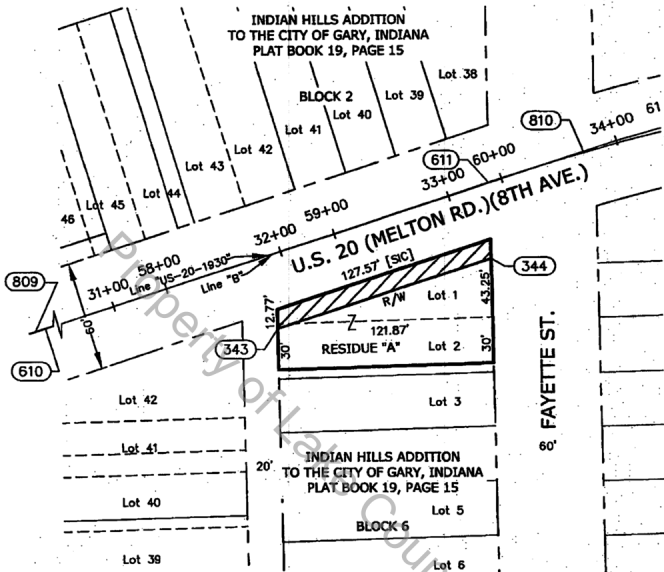 INDIAN HILLS ADDITION
TO THE CITY OF GARY, INDIANA
PLAT BOOK 19, PAGE 15
BLOCK 2
Lot 38
Lot 39
Lot 40
Lot 41
Lot 42
Lot 43
Lot 44
Lot 45
46
809
810
611
610
31+00
58+00
32+00
59+00
33+00
60+00
34+00
61
Line "US-20-1930"
Line "B"
U.S. 20 (MELTON RD.)(8TH AVE.)
60'
127.57' [SIC]
344
12.77'
R/W
Lot 1
43.25'
343
Z
121.87'
30'
RESIDUE "A"
Lot 2
30'
FAYETTE ST.
60'
Lot 42
Lot 41
Lot 40
Lot 39
20'
Lot 3
INDIAN HILLS ADDITION
TO THE CITY OF GARY, INDIANA
PLAT BOOK 19, PAGE 15
Lot 5
BLOCK 6
Lot 6
Property of Lake Coun